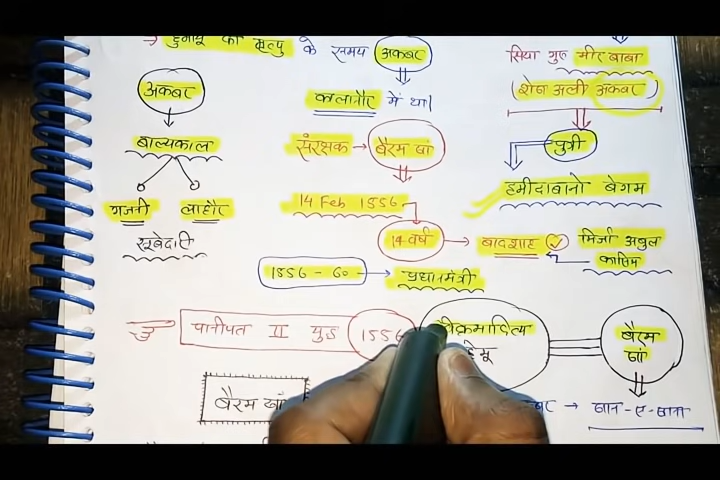 → हुमायूं की मृत्यु के समय अकबर
कलानौर में था।
संरक्षक → बैरम खां
14 Feb 1556
14 वर्ष → बादशाह
मिर्जा अबुल
कासिम
1556 - 60 → प्रधानमंत्री
अकबर
बाल्यकाल
गजनी लाहौर
सूबेदारी
सिया गुरु मीर बाबा
(शेख अली अकबर)
पुत्री
हमीदाबानो बेगम
पानीपत II युद्ध 1556
विक्रमादित्य
हेमू
बैरम
खां
बैरम खां
→ खान-ए-खाना